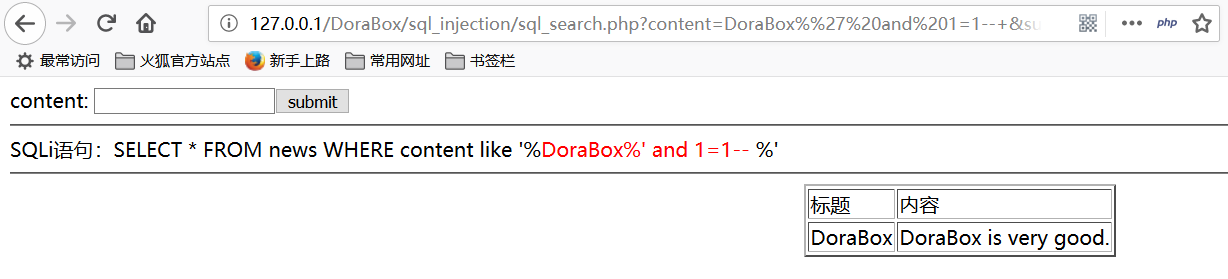 127.0.0.1/DoraBox/sql_injection/sql_search.php?content=DoraBox%%27%20and%201=1--+&su
php
最常访问 火狐官方站点 新手上路 常用网址 书签栏
content: submit
SQLi语句：SELECT * FROM news WHERE content like '%DoraBox%' and 1=1-- %'
标题 内容
DoraBox DoraBox is very good.